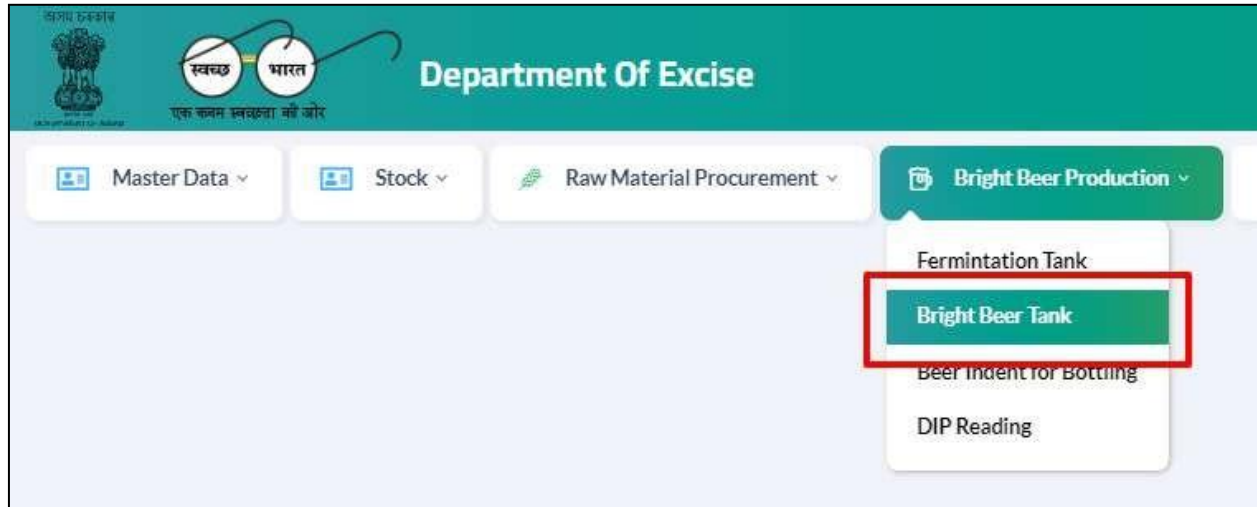 स्वच्छ भारत
एक कदम स्वच्छता की ओर
Department Of Excise
Master Data
Stock
Raw Material Procurement
Bright Beer Production
Fermintation Tank
Bright Beer Tank
Beer Indent for Bottling
DIP Reading